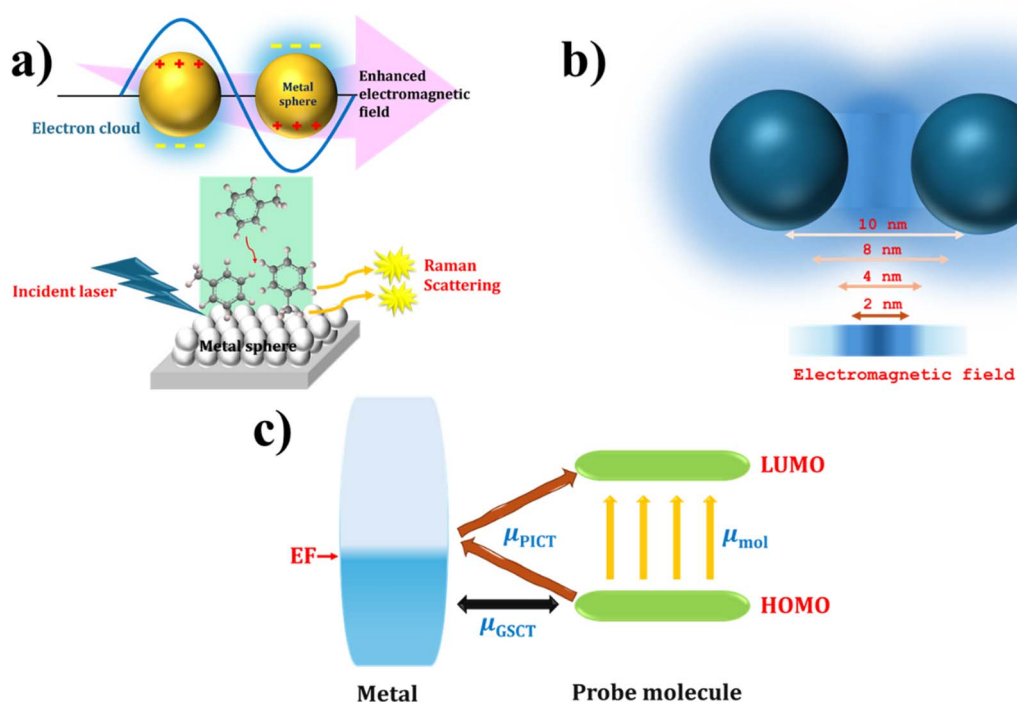 a)
+ + +
− − −
Electron cloud
− − −
Metal
sphere
+ + +
Enhanced
electromagnetic
field
Incident laser
Raman
Scattering
Metal sphere
b)
10 nm
8 nm
4 nm
2 nm
Electromagnetic field
c)
LUMO
μPICT
μmol
EF
HOMO
μGSCT
Metal
Probe molecule